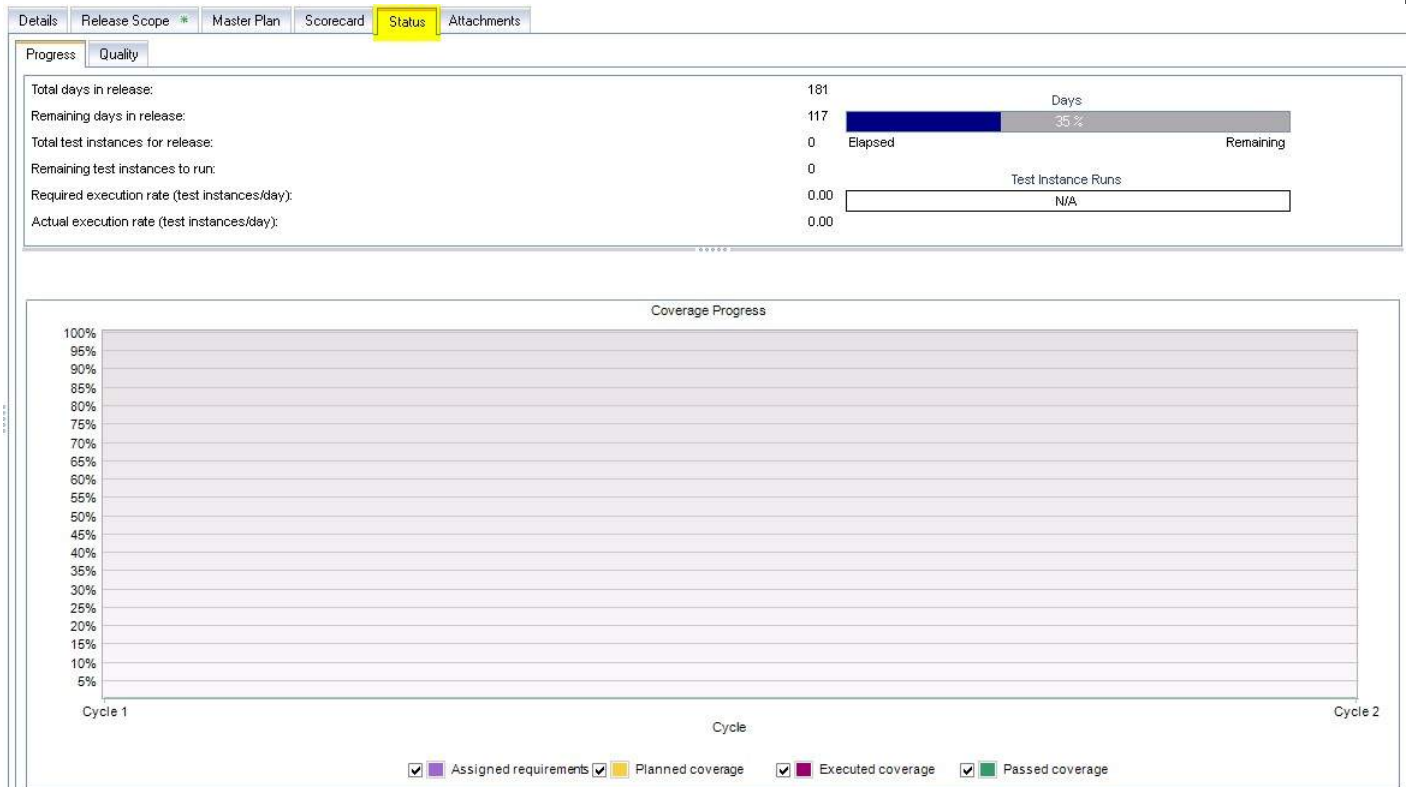 Details Release Scope * Master Plan Scorecard Status Attachments
Progress Quality
Total days in release: 181
Remaining days in release: 117
Total test instances for release: 0
Remaining test instances to run: 0
Required execution rate (test instances/day): 0.00
Actual execution rate (test instances/day): 0.00
Days
35 %
Elapsed Remaining
Test Instance Runs
N/A
Coverage Progress
100%
95%
90%
85%
80%
75%
70%
65%
60%
55%
50%
45%
40%
35%
30%
25%
20%
15%
10%
5%
Cycle 1 Cycle 2
Cycle
Assigned requirements Planned coverage Executed coverage Passed coverage